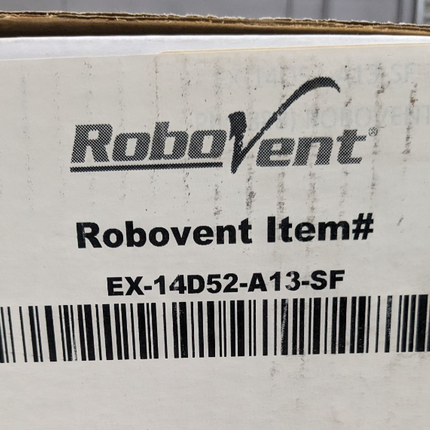 RoboVent®
Robovent Item#
EX-14D52-A13-SF